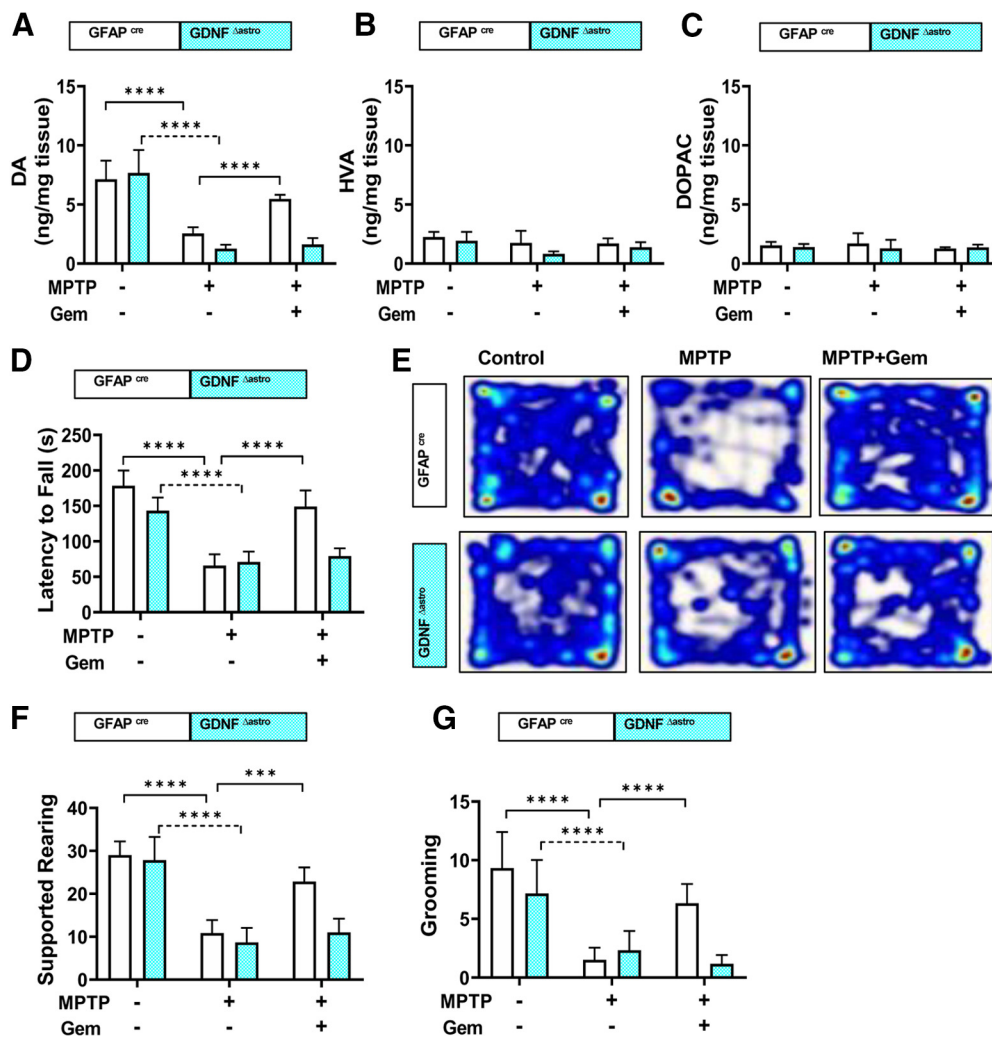 A
GFAP cre GDNF Δastro
DA
(ng/mg tissue)
15
10
5
0
****
****
****
MPTP - + +
Gem - - +
B
GFAP cre GDNF Δastro
HVA
(ng/mg tissue)
15
10
5
0
MPTP - + +
Gem - - +
C
GFAP cre GDNF Δastro
DOPAC
(ng/mg tissue)
15
10
5
0
MPTP - + +
Gem - - +
D
GFAP cre GDNF Δastro
Latency to Fall (s)
250
200
150
100
50
0
****
****
****
MPTP - + +
Gem - - +
E
Control MPTP MPTP+Gem
GFAP cre
GDNF Δastro
F
GFAP cre GDNF Δastro
Supported Rearing
40
30
20
10
0
****
***
****
MPTP - + +
Gem - - +
G
GFAP cre GDNF Δastro
Grooming
15
10
5
0
****
****
****
MPTP - + +
Gem - - +